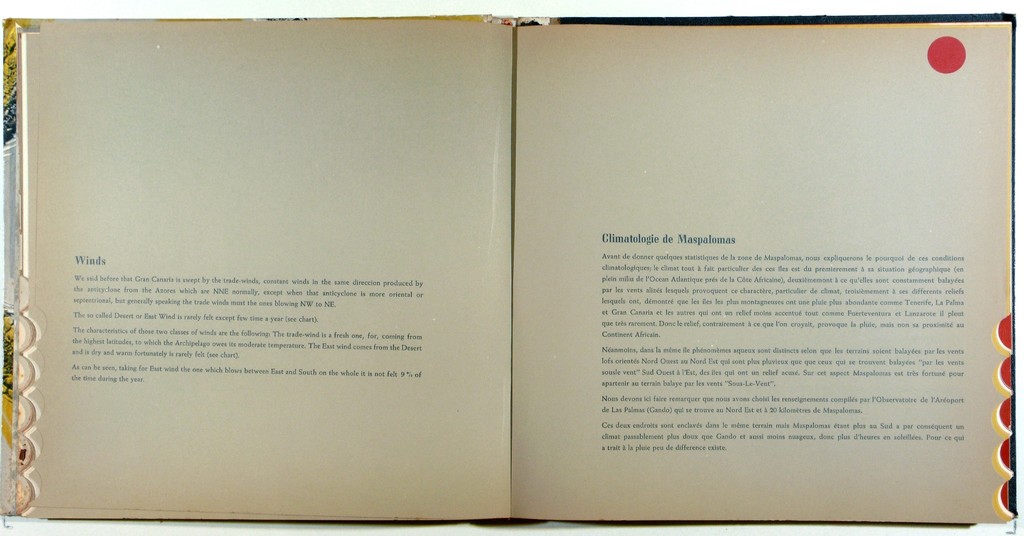 Winds
We said before that Gran Canaria is swept by the trade-winds, constant winds in the same direction produced by
the anticyclone from the Azores which are NNE normally, except when that anticyclone is more oriental or
septentrional, but generally speaking the trade winds must the ones blowing NW to NE.
The so called Desert or East Wind is rarely felt except few time a year (see chart).
The characteristics of those two classes of winds are the following: The trade-wind is a fresh one, for, coming from
the highest latitudes, to which the Archipelago owes its moderate temperature. The East wind comes from the Desert
and is dry and warm fortunately is rarely felt (see chart).
As can be seen, taking for East wind the one which blows between East and South on the whole it is not felt 9 % of
the time during the year.
Climatologie de Maspalomas
Avant de donner quelques statistiques de la zone de Maspalomas, nous expliquerons le pourquoi de ces conditions
climatologiques; le climat tout à fait particulier des ces îles est du premierement à sa situation géographique (en
plein milieu de l'Ocean Atlantique près de la Côte Africaine), deuxièmement à ce qu'elles sont constamment balayées
par les vents alizés lesquels provoquent ce charactère, particulier de climat, troisièmement à ses differents reliefs
lesquels ont, démontré que les îles les plus montagneuses ont une pluie plus abondante comme Tenerife, La Palma
et Gran Canaria et les autres qui ont un relief moins accentué tout comme Fuerteventura et Lanzarote il pleut
que très rarement. Donc le relief, contrairement à ce que l'on croyait, provoque la pluie, mais non sa proximité au
Continent Africain.
Néanmoins, dans la même île phénomènes aqueux sont distincts selon que les terrains soient balayées par les vents
lofs orientés Nord Ouest au Nord Est qui sont plus pluvieux que ceux qui se trouvent balayées "par les vents
sousle vent" Sud Ouest à l'Est, des îles qui ont un relief acusé. Sur cet aspect Maspalomas est très fortuné pour
apartenir au terrain balaye par les vents "Sous-Le-Vent".
Nous devons ici faire remarquer que nous avons choisi les renseignements compilés par l'Observatoire de l'Aréoport
de Las Palmas (Gando) qui se trouve au Nord Est et à 20 kilomètres de Maspalomas.
Ces deux endroits sont enclavés dans le même terrain mais Maspalomas étant plus au Sud a par conséquent un
climat passablement plus doux que Gando et aussi moins nuageux, donc plus d'heures en soleillées. Pour ce qui
a trait à la pluie peu de difference existe.